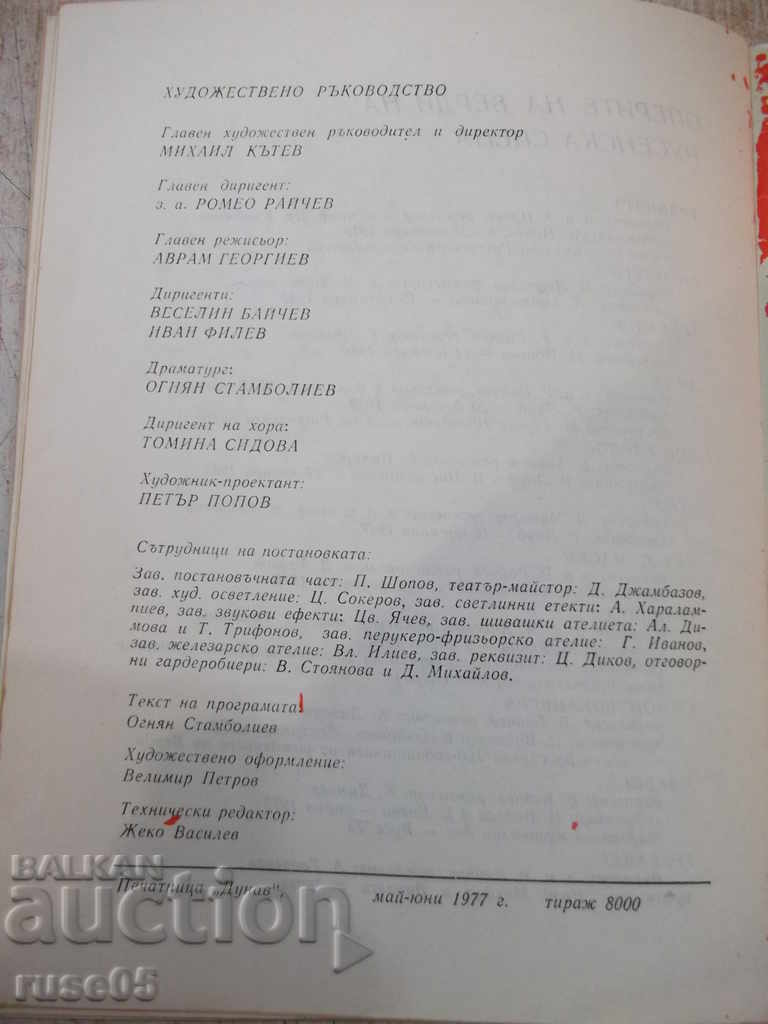 ХУДОЖЕСТВЕНО РЪКОВОДСТВО
Главен художествен ръководител и директор
МИХАИЛ КЪТЕВ
Главен диригент:
з. а. РОМЕО РАЙЧЕВ
Главен режисьор:
АВРАМ ГЕОРГИЕВ
Диригенти:
ВЕСЕЛИН БАЙЧЕВ
ИВАН ФИЛЕВ
Драматург:
ОГНЯН СТАМБОЛИЕВ
Диригент на хора:
ТОМИНА СИДОВА
Художник-проектант:
ПЕТЪР ПОПОВ
Сътрудници на постановката:
Зав. постановъчната част: П. Шопов, театър-майстор: Д. Джамбазов,
зав. худ. осветление: Ц. Сокеров, зав. светлинни етекти: А. Харалам-
пиев, зав. звукови ефекти: Цв. Ячев, зав. шивашки ателиета: Ал. Ди-
мова и Т. Трифонов, зав. перукеро-фризьорско ателие: Г. Иванов,
зав. железарско ателие: Вл. Илиев, зав. реквизит: Ц. Диков, отговор-
ни гардеробиери: В. Стоянова и Д. Михайлов.
Текст на програмата:
Огнян Стамболиев
Художествено оформление:
Велимир Петров
Технически редактор:
Жеко Василев
Печатница „Дунав“, май-юни 1977 г. тираж 8000
BALKAN
auction
ruse05